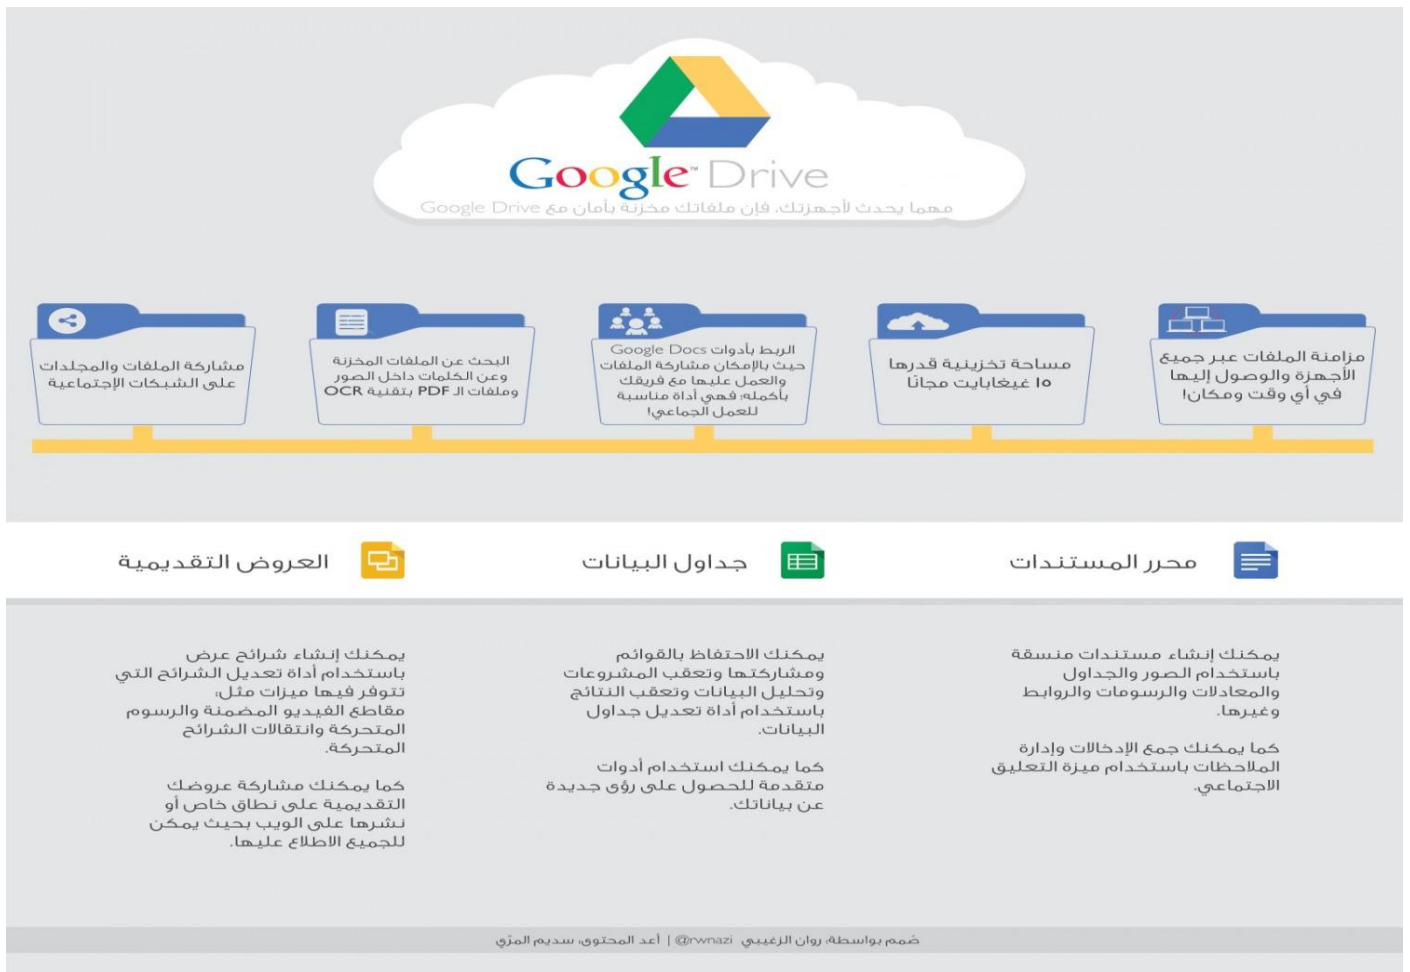 Google™ Drive
مهما يحدث لأجهزتك، فإن ملفاتك مخزنة بأمان مع Google Drive
مزامنة الملفات عبر جميع
الأجهزة والوصول إليها
في أي وقت ومكان!
مساحة تخزينية قدرها
١٥ غيغابايت مجانًا
الربط بأدوات Google Docs
حيث بالإمكان مشاركة الملفات
والعمل عليها مع فريقك
بأكمله؛ فهي أداة مناسبة
للعمل الجماعي!
البحث عن الملفات المخزنة
وعن الكلمات داخل الصور
وملفات الـ PDF بتقنية OCR
مشاركة الملفات والمجلدات
على الشبكات الإجتماعية
محرر المستندات
جداول البيانات
العروض التقديمية
يمكنك إنشاء مستندات منسقة
باستخدام الصور والجداول
والمعادلات والرسومات والروابط
وغيرها.
كما يمكنك جمع الإدخالات وإدارة
الملاحظات باستخدام ميزة التعليق
الاجتماعي.
يمكنك الاحتفاظ بالقوائم
ومشاركتها وتعقب المشروعات
وتحليل البيانات وتعقب النتائج
باستخدام أداة تعديل جداول
البيانات.
كما يمكنك استخدام أدوات
متقدمة للحصول على رؤى جديدة
عن بياناتك.
يمكنك إنشاء شرائح عرض
باستخدام أداة تعديل الشرائح التي
تتوفر فيها ميزات مثل:
مقاطع الفيديو المضمنة والرسوم
المتحركة وانتقالات الشرائح
المتحركة.
كما يمكنك مشاركة عروضك
التقديمية على نطاق خاص أو
نشرها على الويب بحيث يمكن
للجميع الاطلاع عليها.
صُمم بواسطة: روان الزغيبي @rwnazi | أعد المحتوى: سديم المرّي